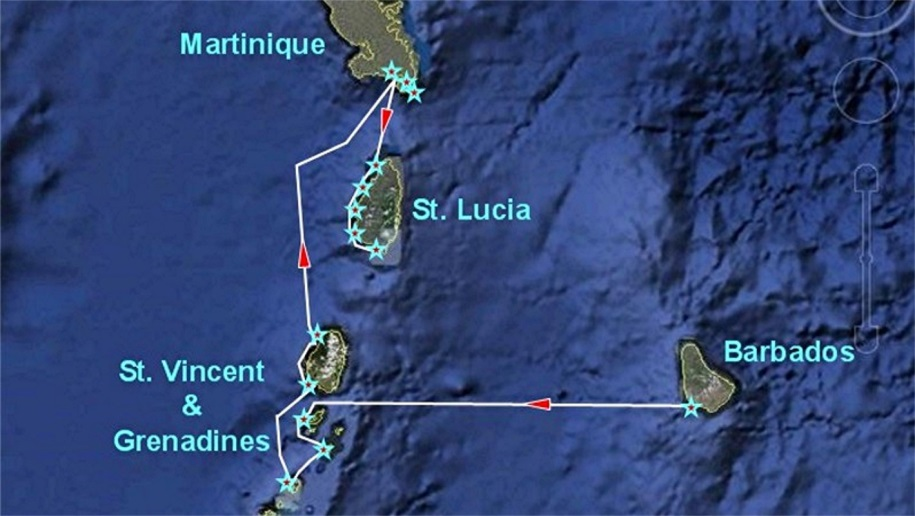 Martinique
St. Lucia
Barbados
St. Vincent
&
Grenadines